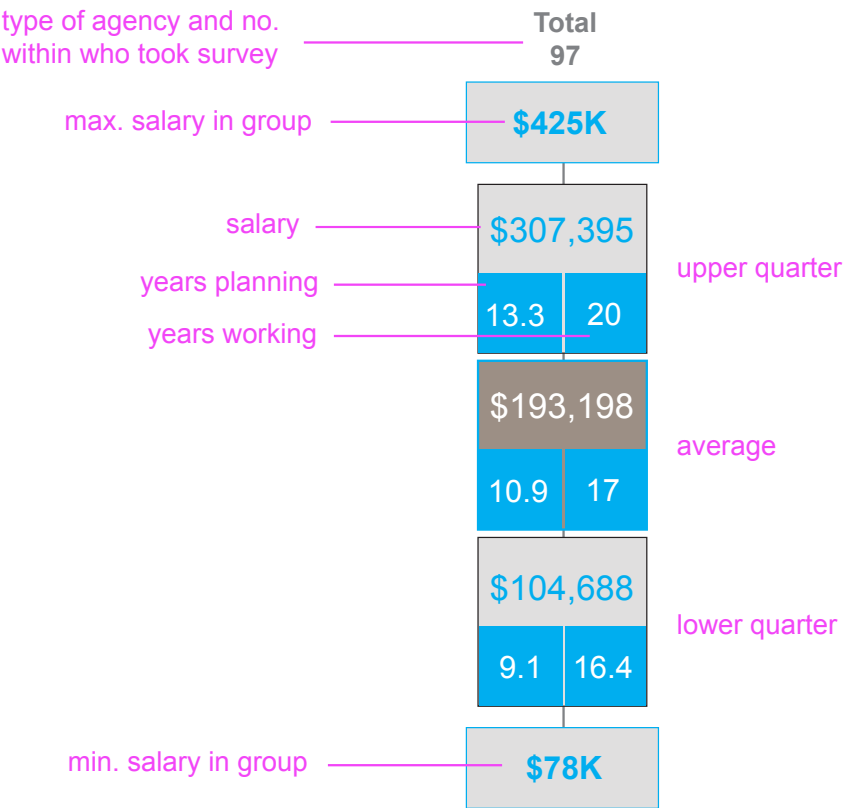 type of agency and no.
within who took survey
Total
97
max. salary in group
$425K
salary
$307,395
upper quarter
years planning
13.3
20
years working
$193,198
average
10.9
17
$104,688
lower quarter
9.1
16.4
min. salary in group
$78K